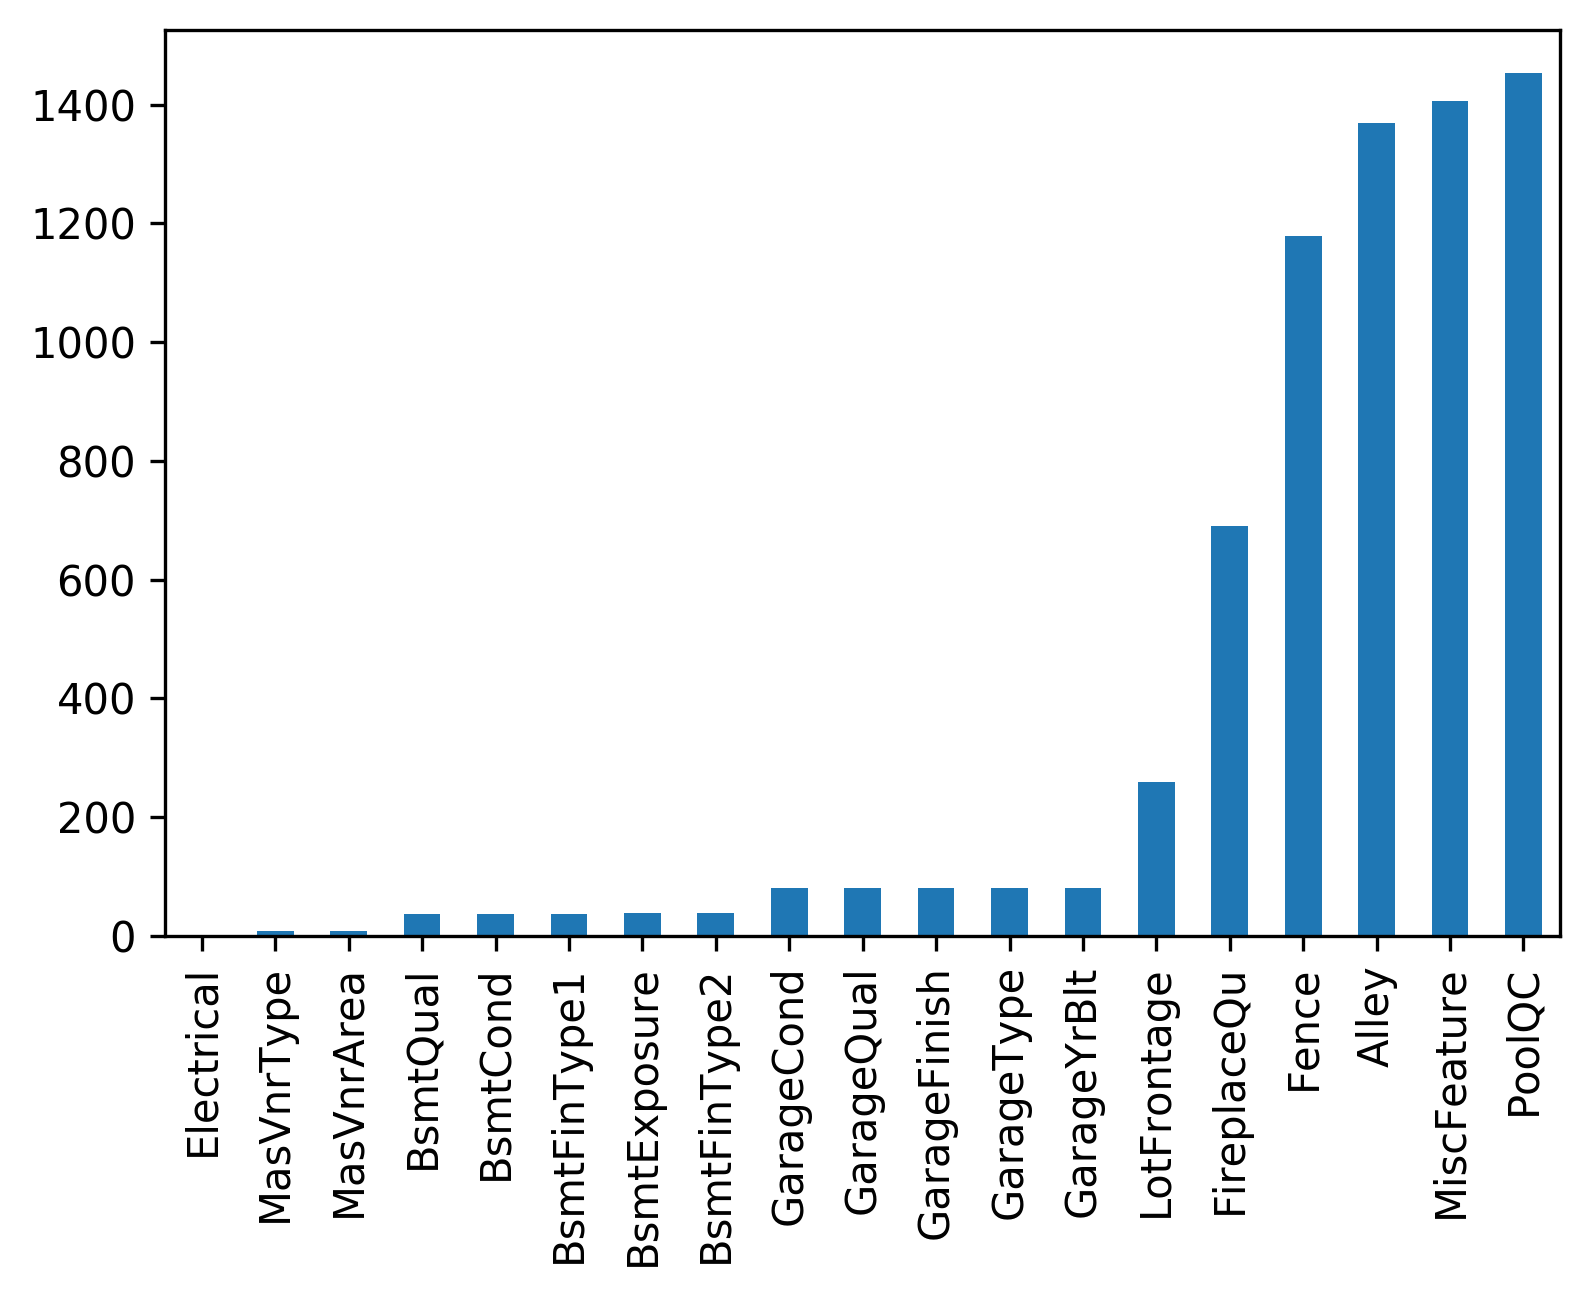 1400
1200
1000
800
600
400
200
0
Electrical
MasVnrType
MasVnrArea
BsmtQual
BsmtCond
BsmtFinType1
BsmtExposure
BsmtFinType2
GarageCond
GarageQual
GarageFinish
GarageType
GarageYrBlt
LotFrontage
FireplaceQu
Fence
Alley
MiscFeature
PoolQC